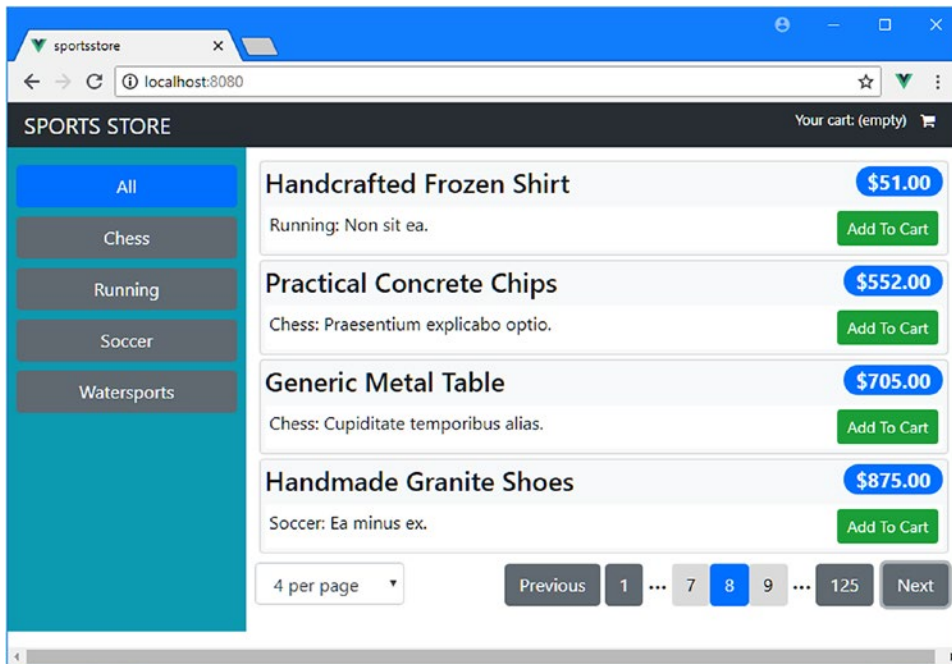 sportsstore
localhost:8080
SPORTS STORE
Your cart: (empty)
All
Chess
Running
Soccer
Watersports
Handcrafted Frozen Shirt
$51.00
Running: Non sit ea.
Add To Cart
Practical Concrete Chips
$552.00
Chess: Praesentium explicabo optio.
Add To Cart
Generic Metal Table
$705.00
Chess: Cupiditate temporibus alias.
Add To Cart
Handmade Granite Shoes
$875.00
Soccer: Ea minus ex.
Add To Cart
4 per page
Previous 1 ... 7 8 9 ... 125 Next